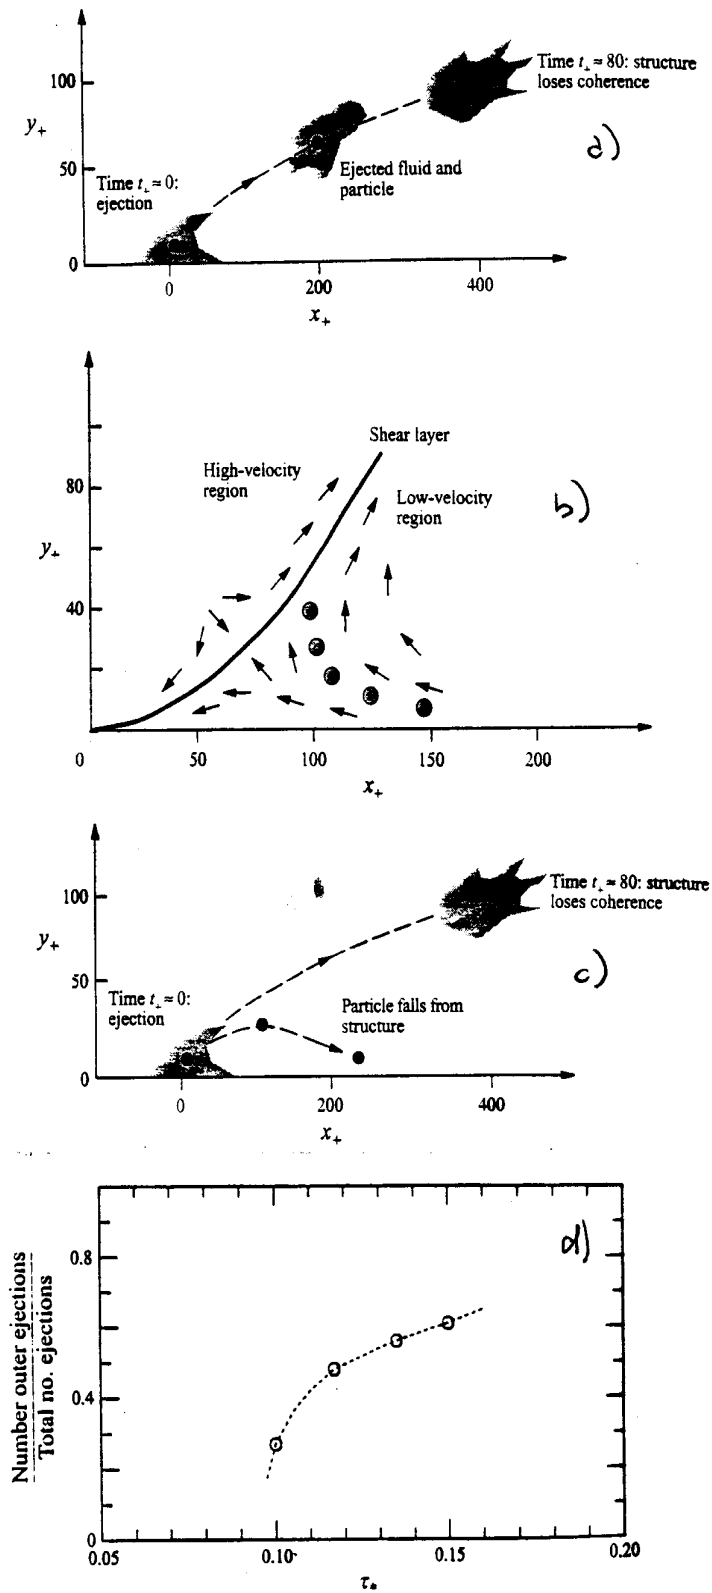 100
Time t₊ ≈ 80: structure
loses coherence
y₊
a)
50
Ejected fluid and
particle
Time t₊ ≈ 0:
ejection
0
0
200
400
x₊
Shear layer
High-velocity
region
80
Low-velocity
region
b)
y₊
40
0
50
100
150
200
x₊
100
Time t₊ ≈ 80: structure
loses coherence
y₊
50
c)
Time t₊ ≈ 0:
ejection
Particle falls from
structure
0
0
200
400
x₊
d)
0.8
Number outer ejections
Total no. ejections
0.4
0
0.05
0.10
0.15
0.20
τ*